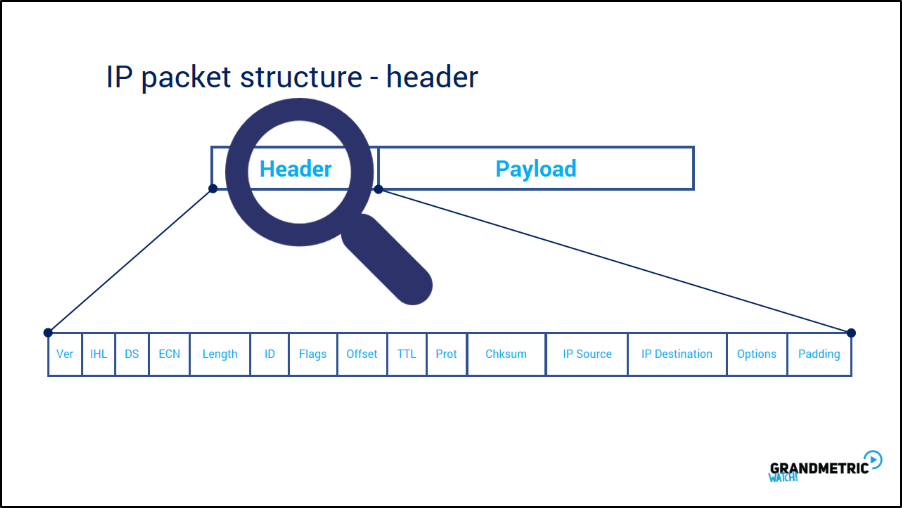 IP packet structure - header
Header Payload
Ver IHL DS ECN Length ID Flags Offset TTL Prot Chksum IP Source IP Destination Options Padding
GRANDMETRIC
WATCH!